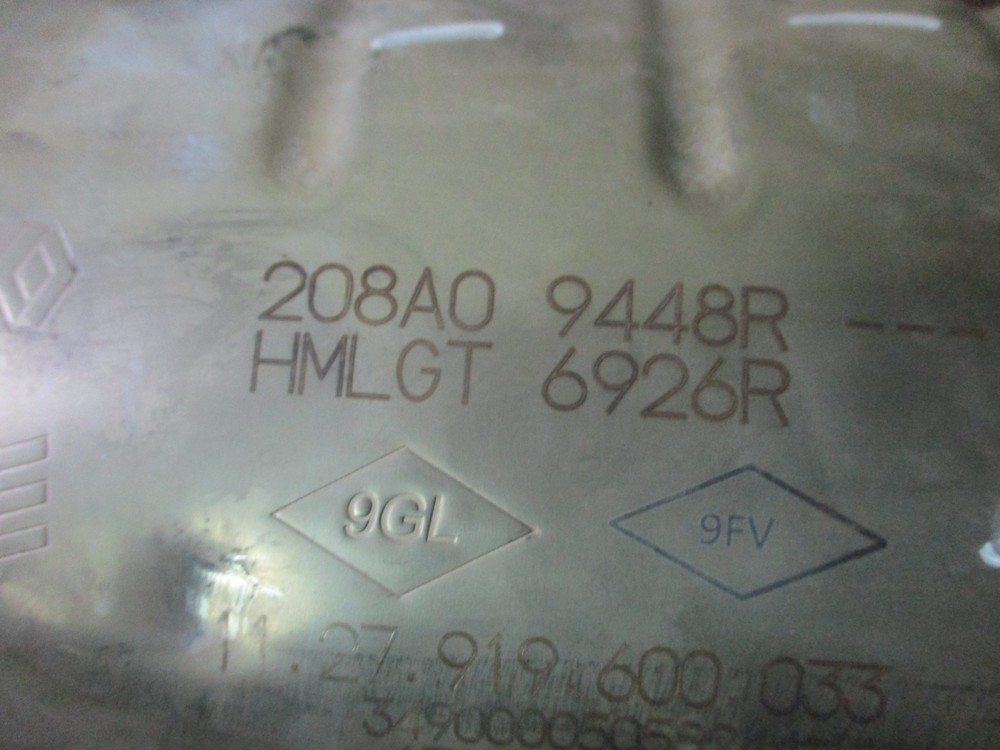 208A0 9448R ---
HMLGT 6926R
9GL 9FV
11.27.919.600.033